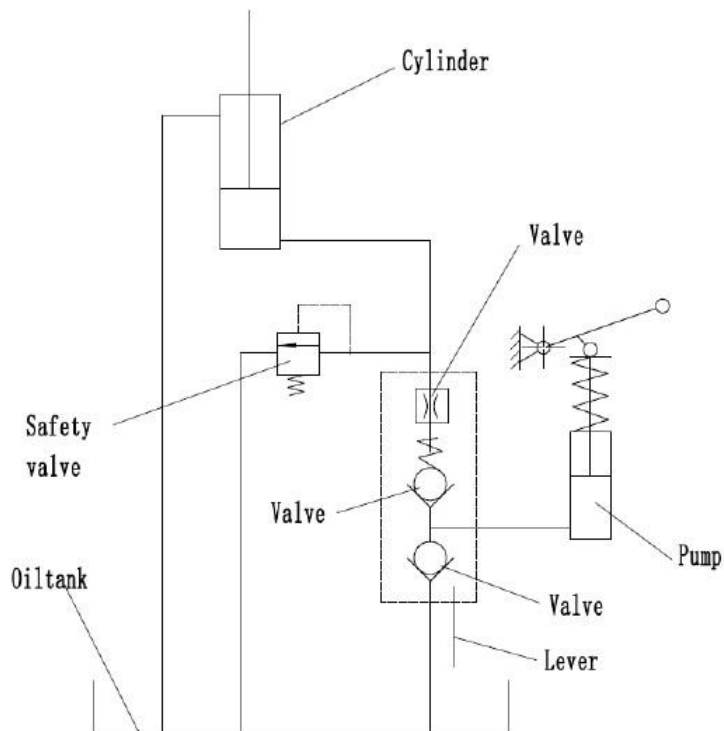 Cylinder
Valve
Safety
valve
Valve
Pump
Oiltank
Valve
Lever